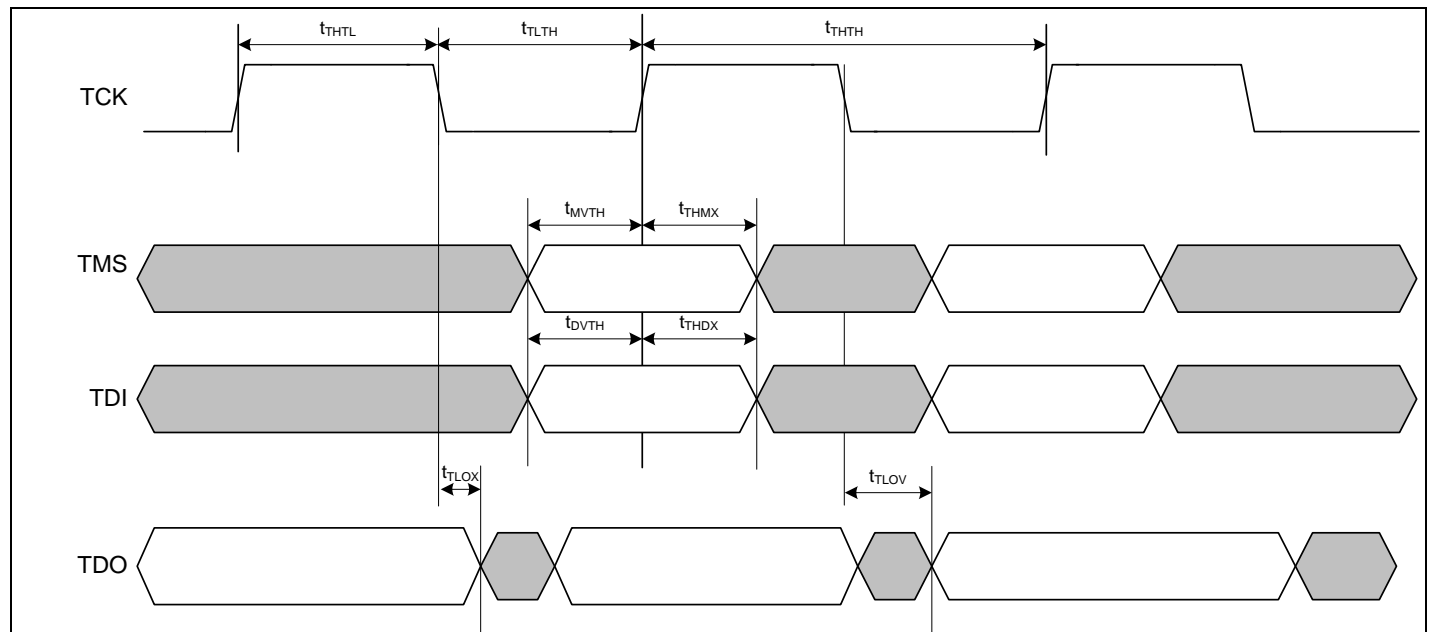 tTHTL tTLTH tTHTH
TCK
tMVTH tTHMX
TMS
tDVTH tTHDX
TDI
tTLOX tTLOV
TDO